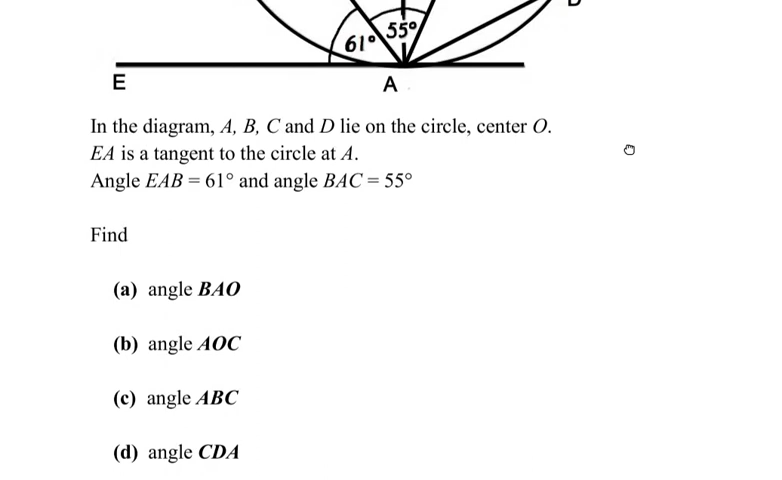 D
55°
61°
E
A
In the diagram, A, B, C and D lie on the circle, center O.
EA is a tangent to the circle at A.
Angle EAB = 61° and angle BAC = 55°
Find
(a) angle BAO
(b) angle AOC
(c) angle ABC
(d) angle CDA